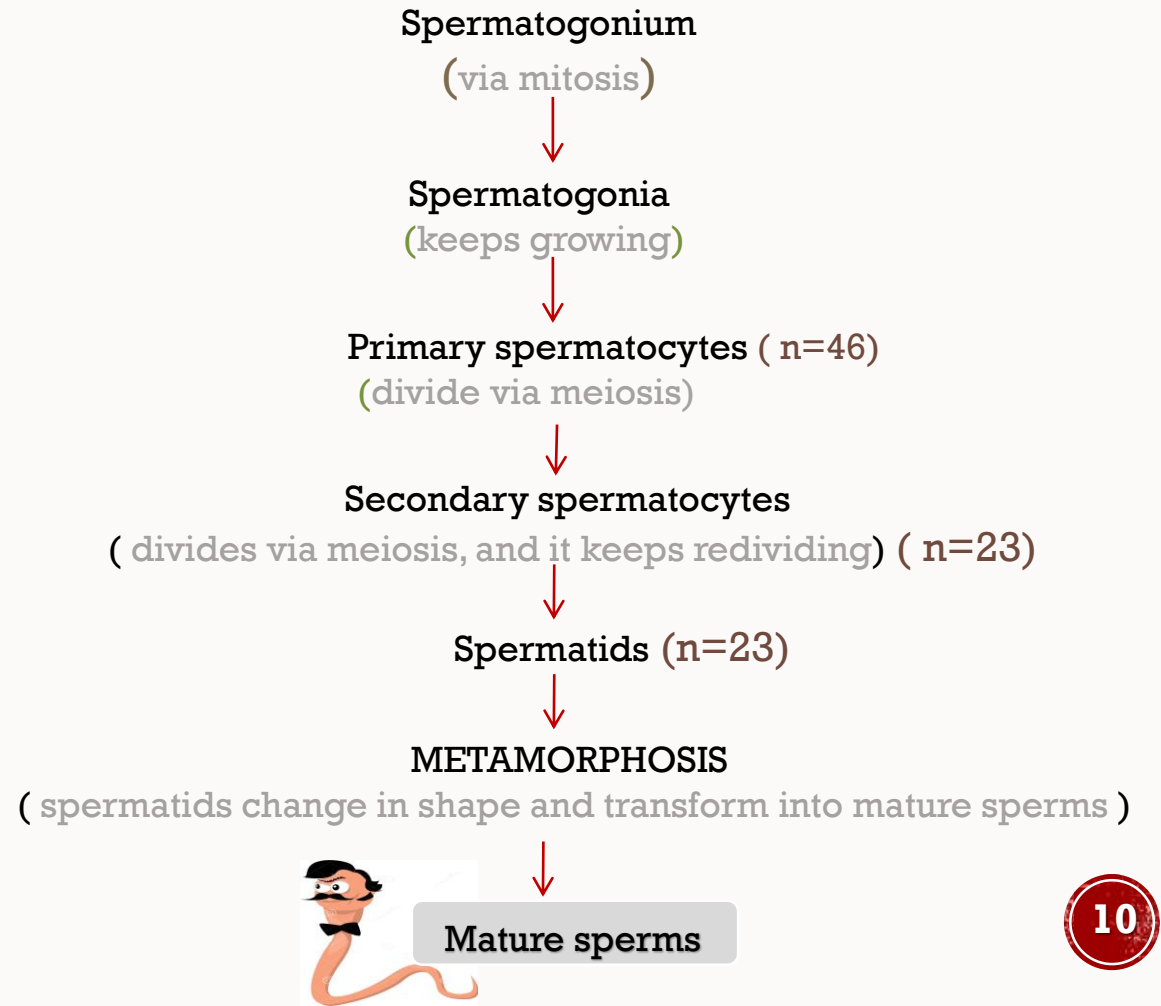 Spermatogonium
(via mitosis)
Spermatogonia
(keeps growing)
Primary spermatocytes ( n=46)
(divide via meiosis)
Secondary spermatocytes
( divides via meiosis, and it keeps redividing) ( n=23)
Spermatids (n=23)
METAMORPHOSIS
( spermatids change in shape and transform into mature sperms )
Mature sperms
10